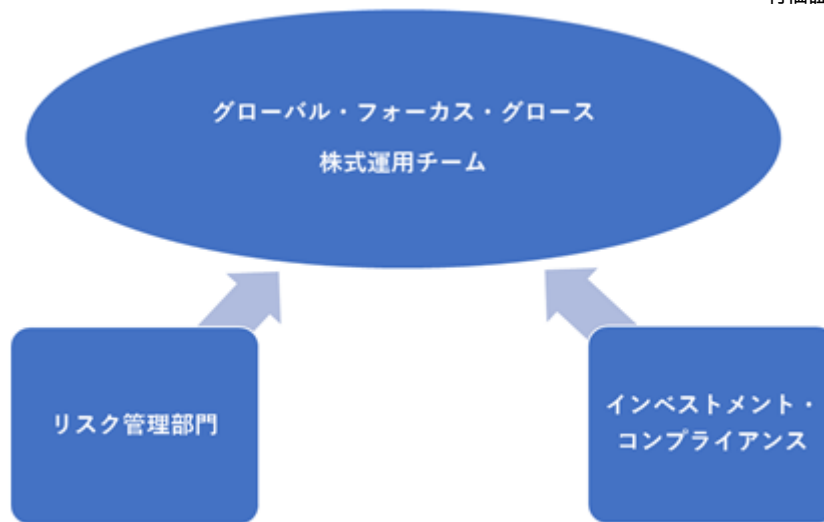 グローバル・フォーカス・グロース
株式運用チーム
リスク管理部門
インベストメント・
コンプライアンス